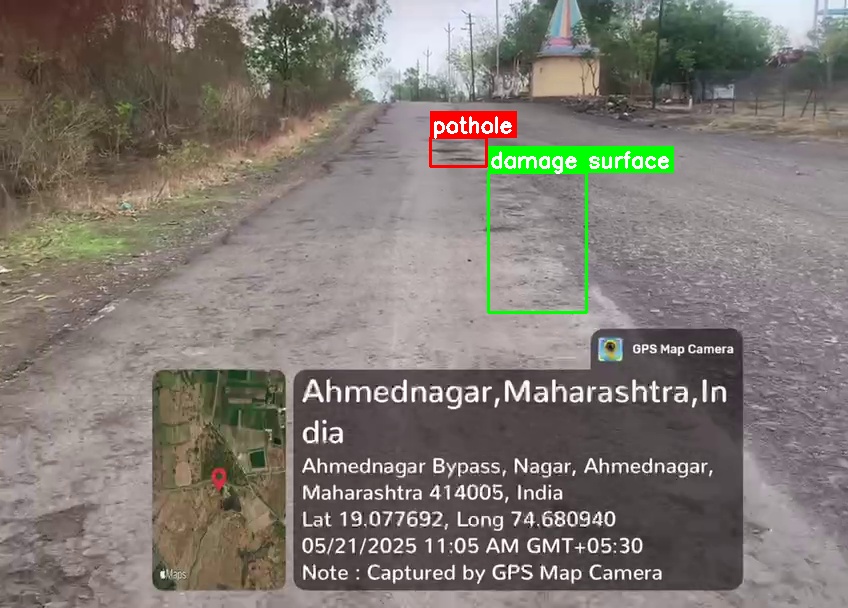 pothole
damage surface
GPS Map Camera
Ahmednagar,Maharashtra,In
dia
Ahmednagar Bypass, Nagar, Ahmednagar,
Maharashtra 414005, India
Lat 19.077692, Long 74.680940
05/21/2025 11:05 AM GMT+05:30
Note : Captured by GPS Map Camera
Maps